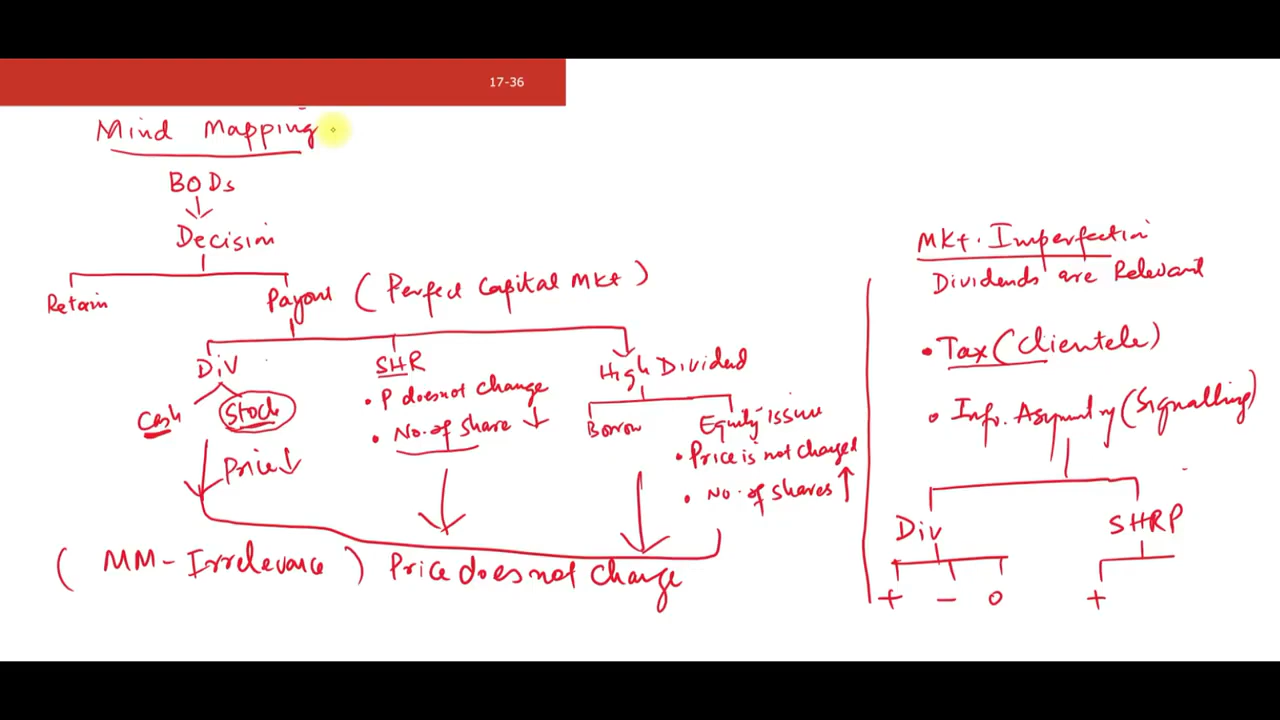 17-36
Mind Mapping
BODs
Decision
Retain
Payout (Perfect Capital Mkt)
Div
Cash
Stock
Price ↓
SHR
• P does not change
• No. of share ↓
High Divided
Borrow
Equity issue
• Price is not changed
• No. of shares ↑
(MM - Irrelevance) Price does not change
Mkt. Imperfection
Dividends are Relevant
• Tax (Clientele)
• Info. Asymmtry (Signalling)
Div
+ − 0
SHRP
+